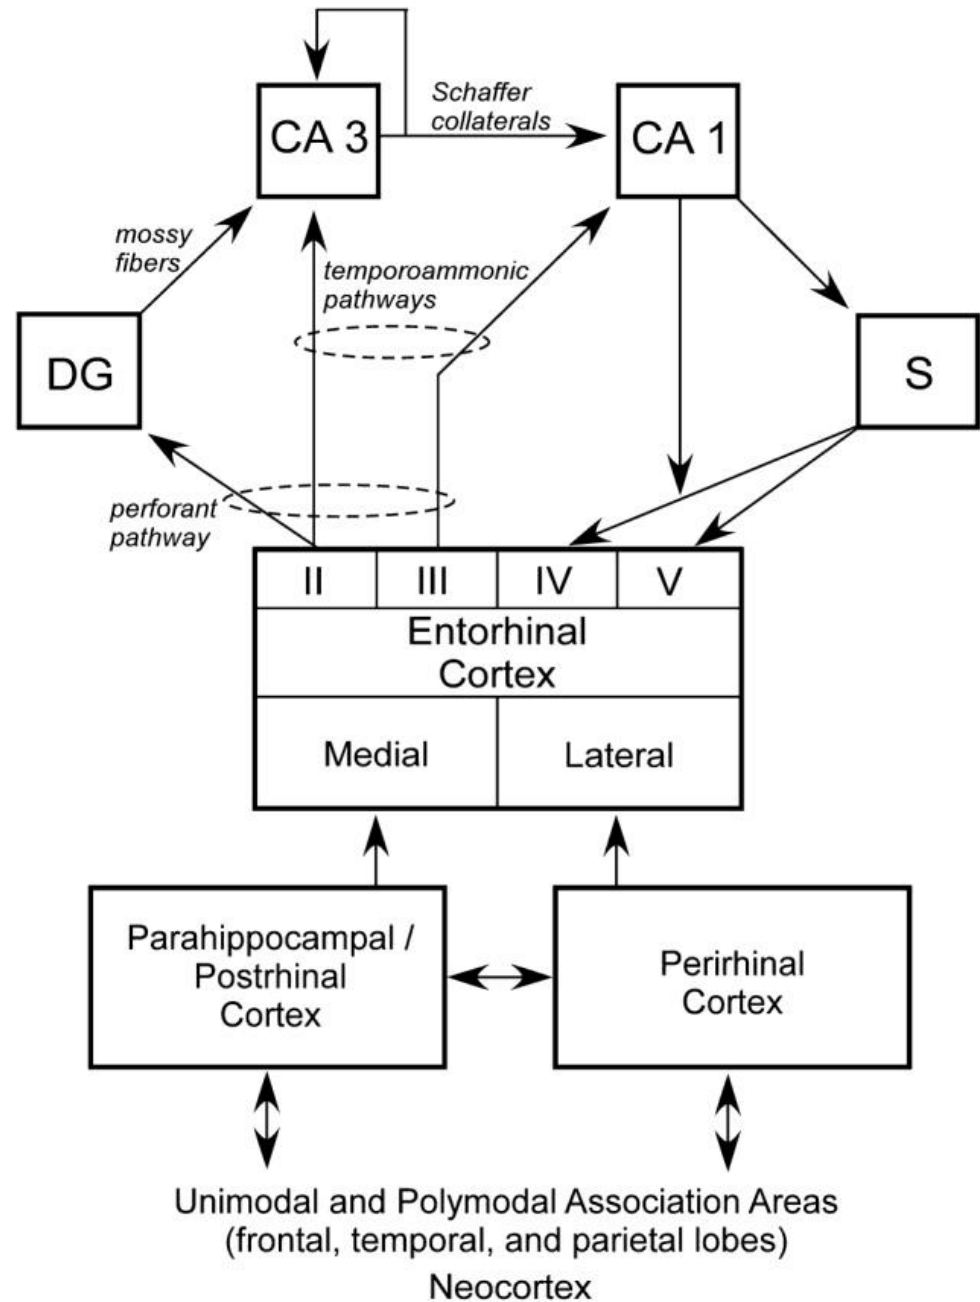 Schaffer
collaterals
CA 3
CA 1
mossy
fibers
temporoammonic
pathways
DG
S
perforant
pathway
II
III
IV
V
Entorhinal
Cortex
Medial
Lateral
Parahippocampal /
Postrhinal
Cortex
Perirhinal
Cortex
Unimodal and Polymodal Association Areas
(frontal, temporal, and parietal lobes)
Neocortex